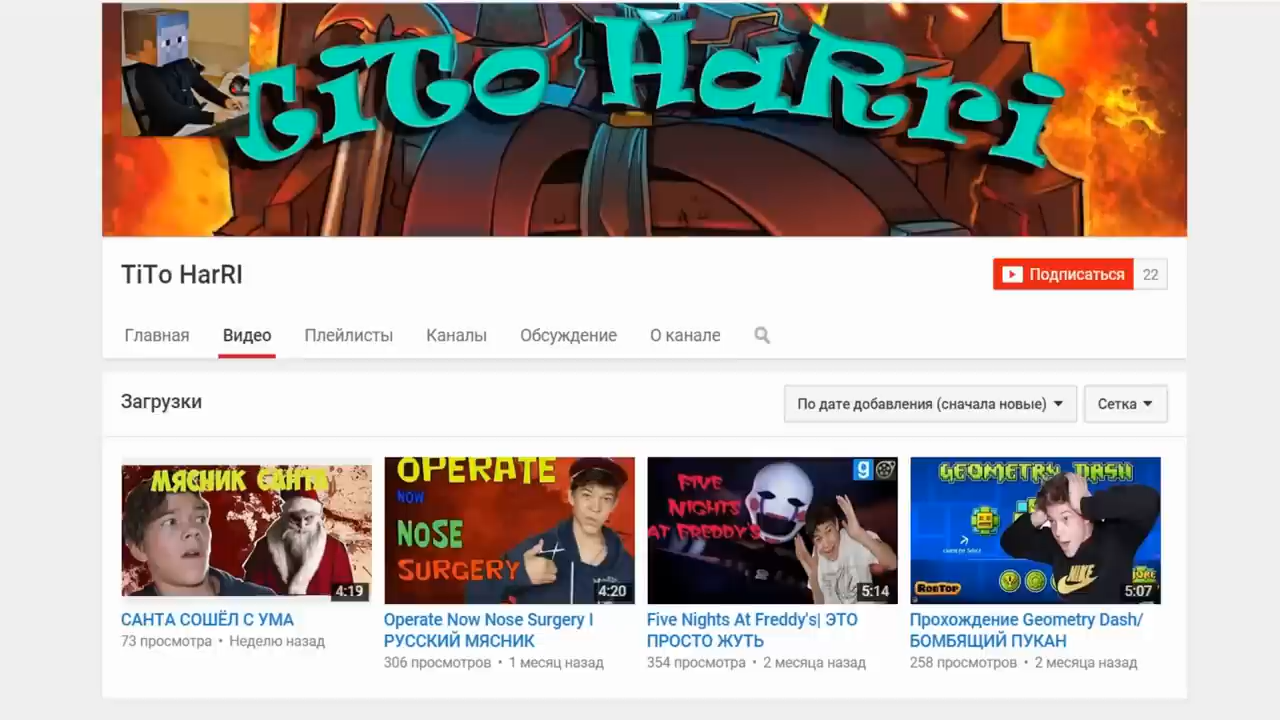 TiTo HaRri
TiTo HarRI
Подписаться 22
Главная Видео Плейлисты Каналы Обсуждение О канале
Загрузки
По дате добавления (сначала новые) Сетка
МЯСНИК САНТА
4:19
OPERATE
NOW
NOSE
SURGERY
4:20
FIVE
NIGHTS
AT FREDDY'S
g
5:14
GEOMETRY DASH
RobTop
NIKE
5:07
САНТА СОШЁЛ С УМА
73 просмотра • Неделю назад
Operate Now Nose Surgery I
РУССКИЙ МЯСНИК
306 просмотров • 1 месяц назад
Five Nights At Freddy's| ЭТО
ПРОСТО ЖУТЬ
354 просмотра • 2 месяца назад
Прохождение Geometry Dash/
БОМБЯЩИЙ ПУКАН
258 просмотров • 2 месяца назад